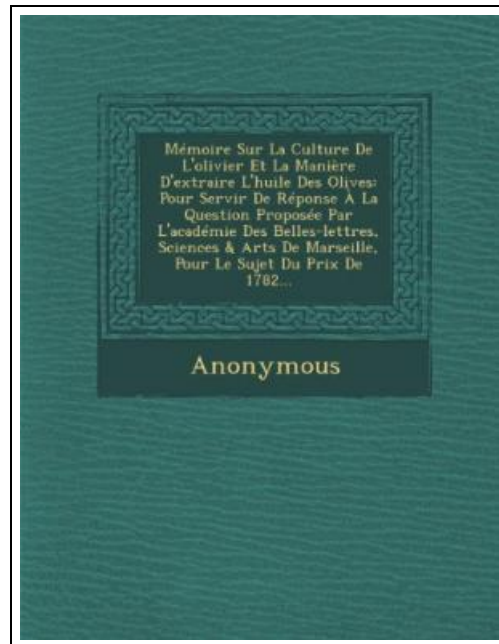 Mémoire Sur La Culture De
L'olivier Et La Manière
D'extraire L'huile Des Olives:
Pour Servir De Réponse À La
Question Proposée Par
L'académie Des Belles-lettres,
Sciences & Arts De Marseille,
Pour Le Sujet Du Prix De
1782...
Anonymous